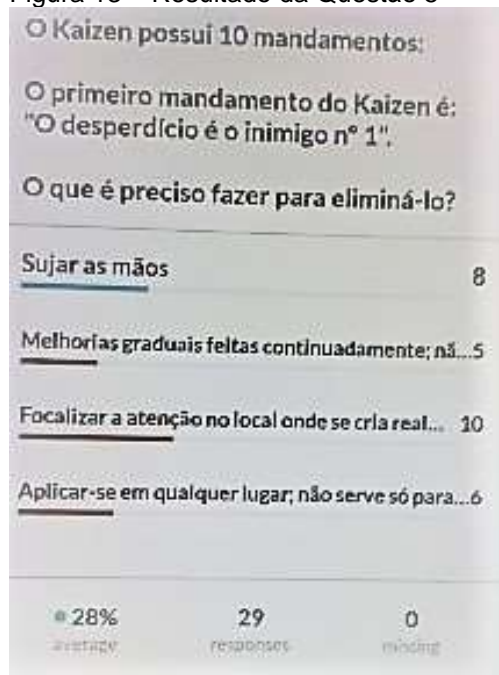 O Kaizen possui 10 mandamentos:
O primeiro mandamento do Kaizen é:
"O desperdício é o inimigo nº 1".
O que é preciso fazer para eliminá-lo?
Sujar as mãos 8
Melhorias graduais feitas continuadamente; nã...5
Focalizar a atenção no local onde se cria real... 10
Aplicar-se em qualquer lugar; não serve só para...6
28% 29 0
average responses missing